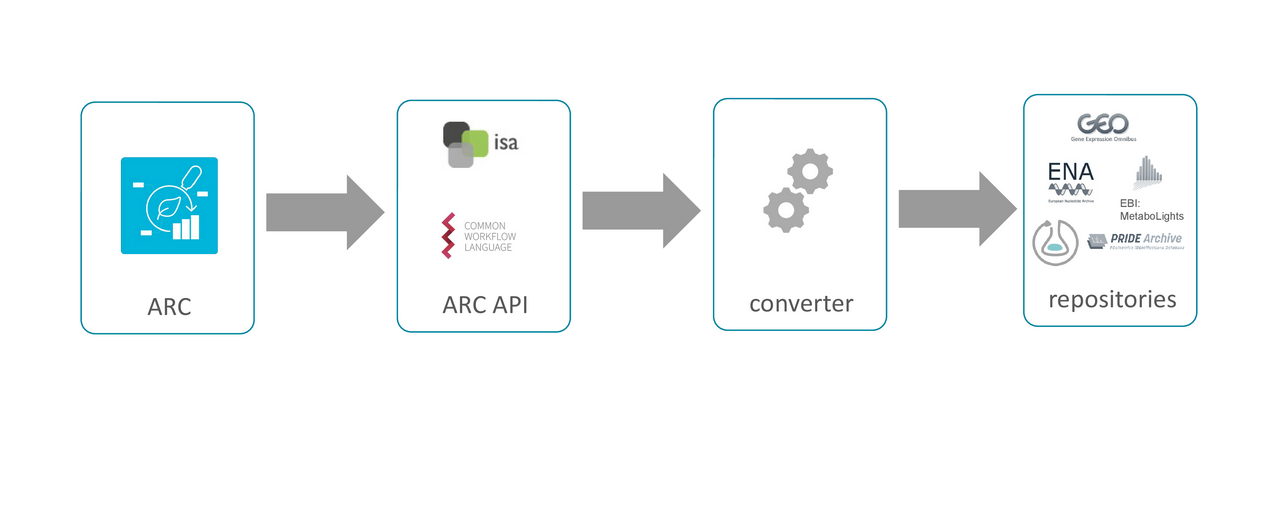 ARC
isa
COMMON
WORKFLOW
LANGUAGE
ARC API
converter
GEO
Gene Expression Omnibus
ENA
European Nucleotide Archive
EBI:
MetaboLights
PRIDE Archive
repositories